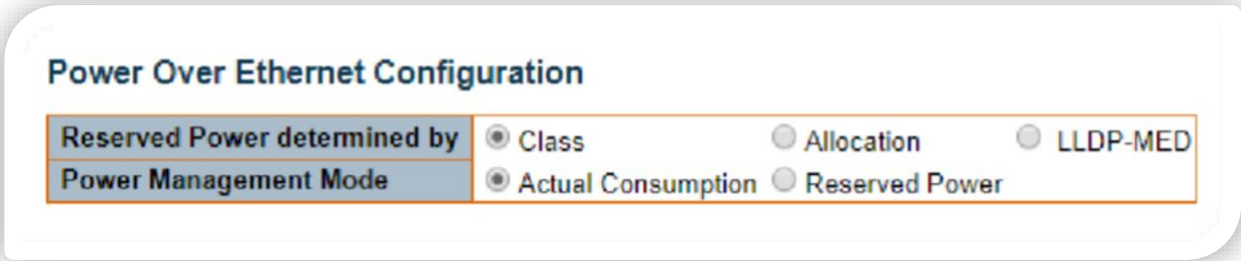 Power Over Ethernet Configuration
Reserved Power determined by Class Allocation LLDP-MED
Power Management Mode Actual Consumption Reserved Power